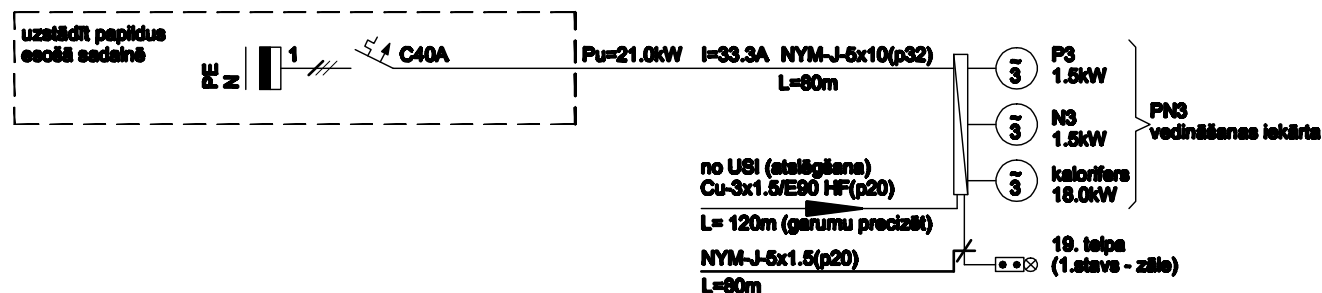 uzstādīt papildus
esošā sadalnē
PE
N
1
C40A
Pu=21.0kW I=33.3A NYM-J-5x10(p32)
L=80m
~
3
P3
1.5kW
~
3
N3
1.5kW
~
3
kalorifers
18.0kW
PN3
vedināšanas iekārta
no USI (atslēgšana)
Cu-3x1.5/E90 HF(p20)
L= 120m (garumu precizēt)
NYM-J-5x1.5(p20)
L=80m
19. telpa
(1.stavs - zāle)